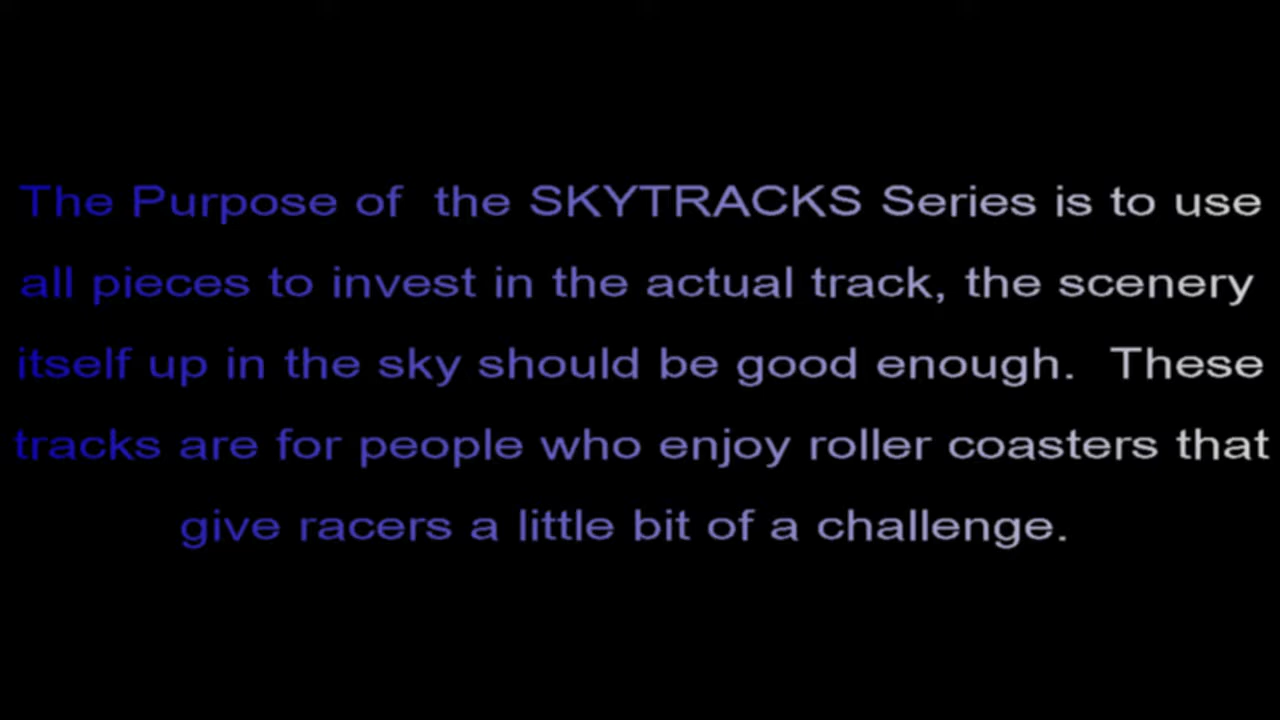 The Purpose of  the SKYTRACKS Series is to use
all pieces to invest in the actual track, the scenery
itself up in the sky should be good enough.  These
tracks are for people who enjoy roller coasters that
give racers a little bit of a challenge.